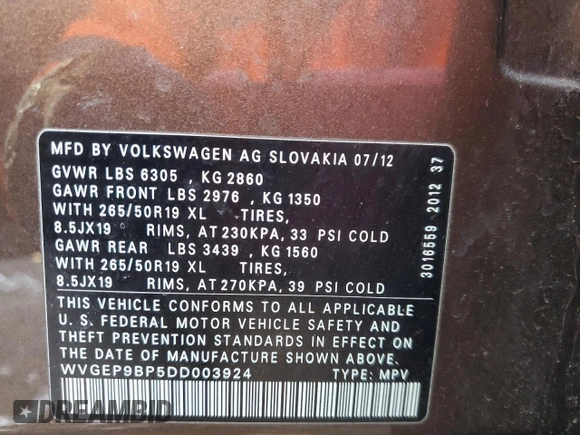 MFD BY VOLKSWAGEN AG SLOVAKIA 07/12
GVWR LBS 6305 , KG 2860
GAWR FRONT LBS 2976 , KG 1350
WITH 265/50R19 XL TIRES,
8.5JX19 RIMS, AT 230KPA, 33 PSI COLD
GAWR REAR LBS 3439 , KG 1560
WITH 265/50R19 XL TIRES,
8.5JX19 RIMS, AT 270KPA, 39 PSI COLD
THIS VEHICLE CONFORMS TO ALL APPLICABLE
U. S. FEDERAL MOTOR VEHICLE SAFETY AND
THEFT PREVENTION STANDARDS IN EFFECT ON
THE DATE OF MANUFACTURE SHOWN ABOVE.
WVGEP9BP5DD003924 TYPE: MPV
3016559 2012 37
DREAMBID